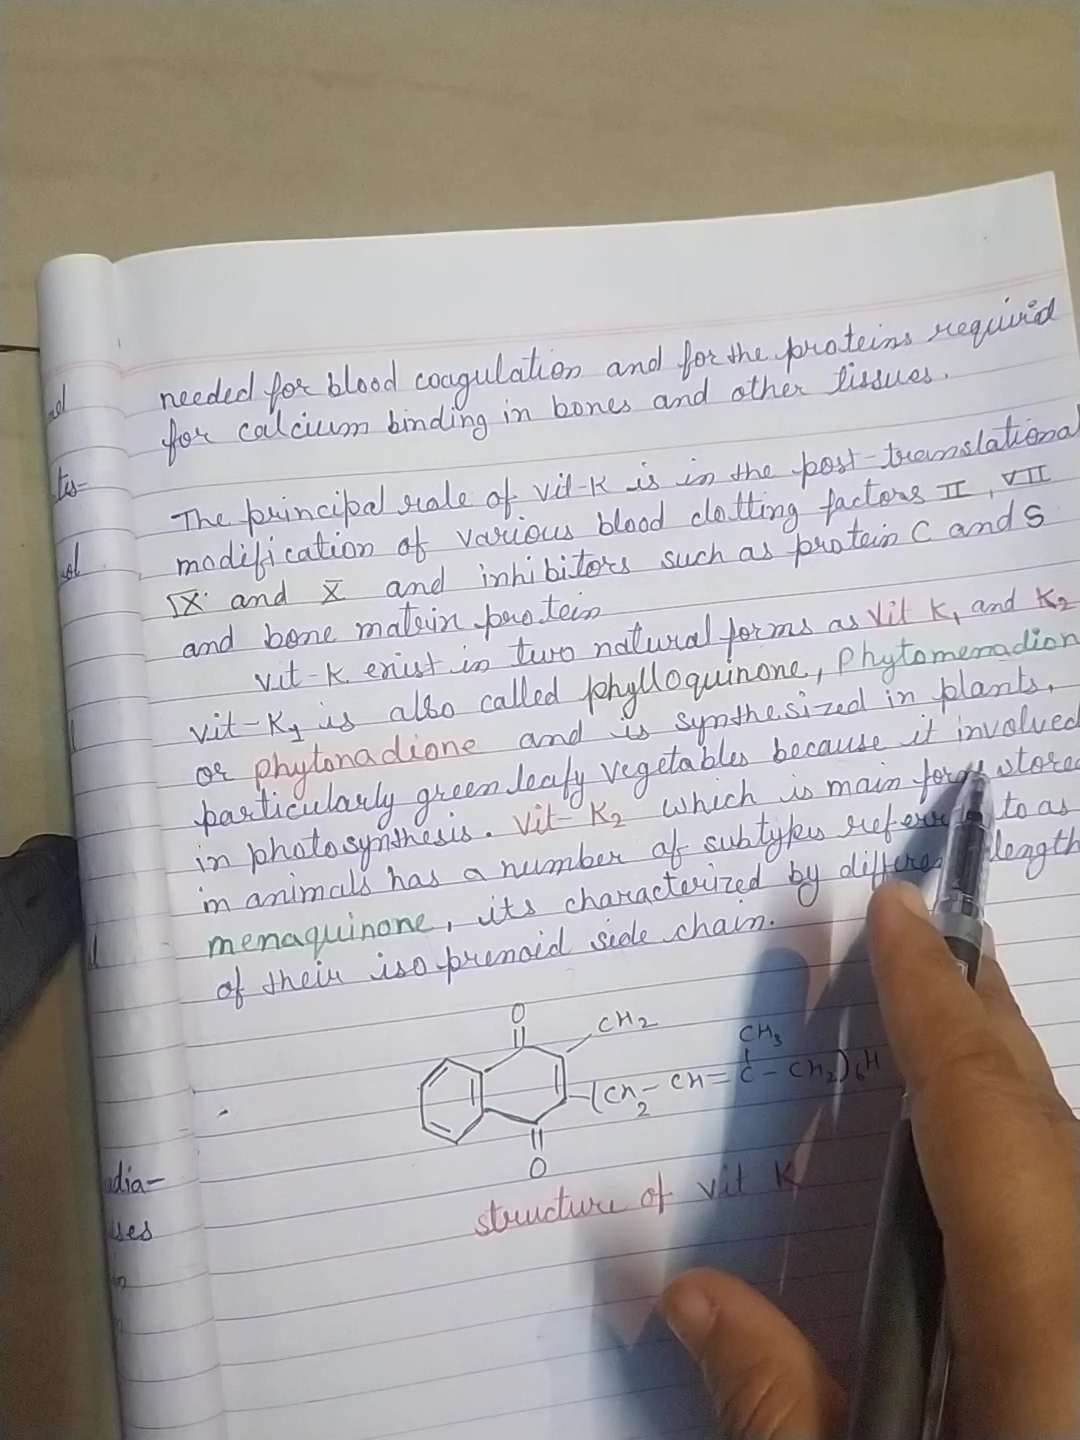 needed for blood coagulation and for the proteins required
for calcium binding in bones and other tissues.
The principal role of vit-K is in the post-translational
modification of various blood clotting factors II, VII
IX and X and inhibitors such as protein C and S
and bone matrix protein
vit-K exist in two natural forms as Vit K1 and K2
vit-K1 is also called phylloquinone, Phytomenadion
or phytonadione and is synthesized in plants,
particularly green leafy vegetables because it involved
in photosynthesis. Vit-K2 which is main form stored
in animals has a number of subtypes to as
menaquinone, its characterized by length
of their isoprenoid side chain.
O
CH2
CH3
(CH2-CH=C-CH2)6H
O
structure of vit K
adia-
ses